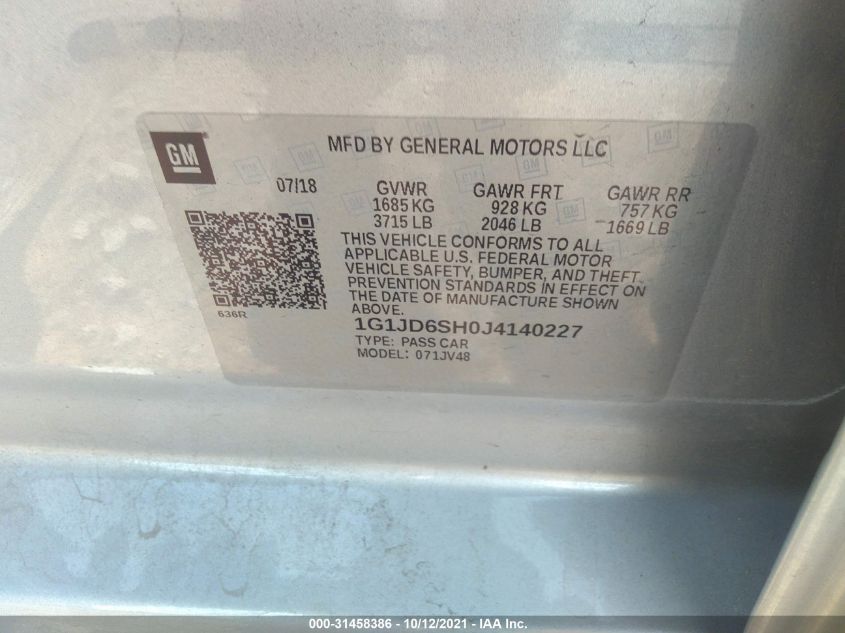 GM
MFD BY GENERAL MOTORS LLC
07/18 GVWR GAWR FRT GAWR RR
1685 KG 928 KG 757 KG
3715 LB 2046 LB 1669 LB
THIS VEHICLE CONFORMS TO ALL
APPLICABLE U.S. FEDERAL MOTOR
VEHICLE SAFETY, BUMPER, AND THEFT
PREVENTION STANDARDS IN EFFECT ON
THE DATE OF MANUFACTURE SHOWN
ABOVE.
636R
1G1JD6SH0J4140227
TYPE: PASS CAR
MODEL: 071JV48
000-31458386 - 10/12/2021 - IAA Inc.